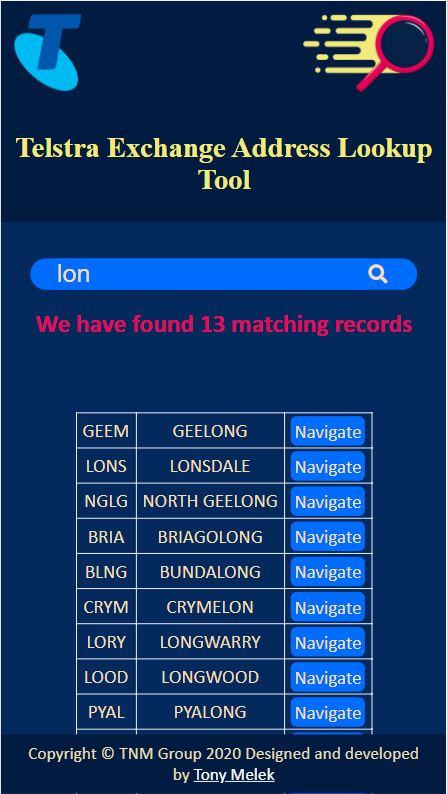 T
Telstra Exchange Address Lookup
Tool
lon
We have found 13 matching records
GEEM GEELONG Navigate
LONS LONSDALE Navigate
NGLG NORTH GEELONG Navigate
BRIA BRIAGOLONG Navigate
BLNG BUNDALONG Navigate
CRYM CRYMELON Navigate
LORY LONGWARRY Navigate
LOOD LONGWOOD Navigate
PYAL PYALONG Navigate
Copyright © TNM Group 2020 Designed and developed
by Tony Melek